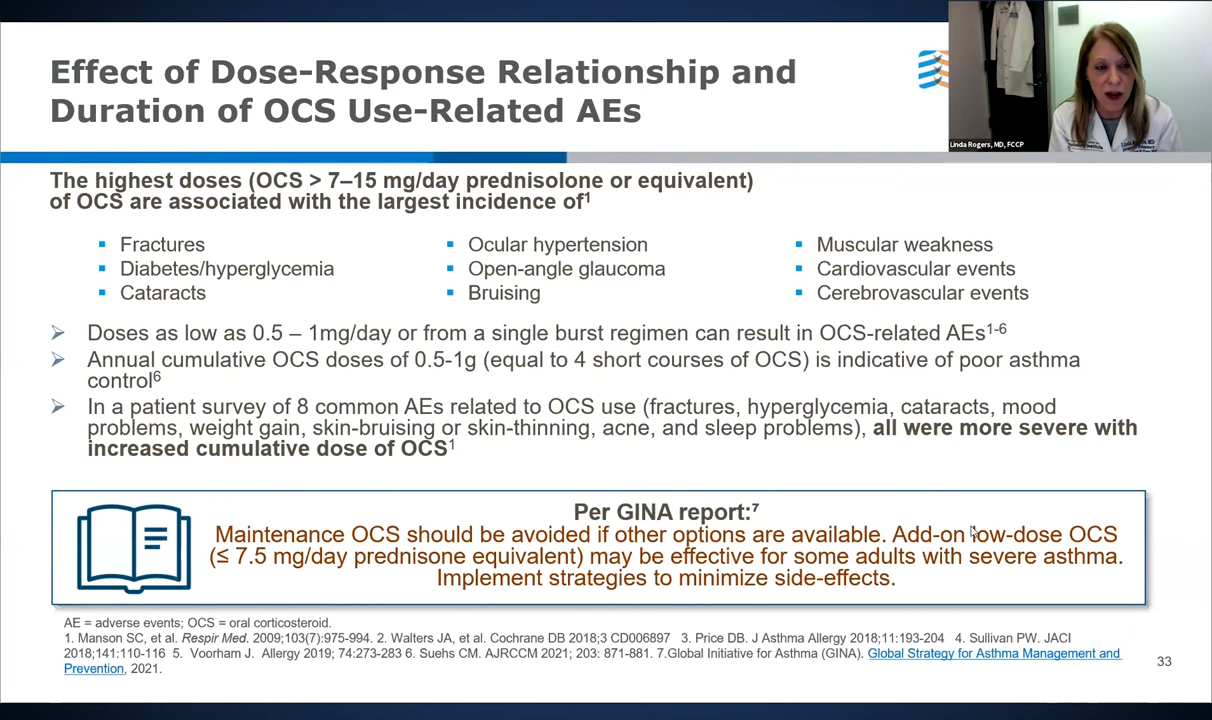 Effect of Dose-Response Relationship and
Duration of OCS Use-Related AEs
Linda Rogers, MD, FCCP
The highest doses (OCS > 7–15 mg/day prednisolone or equivalent)
of OCS are associated with the largest incidence of1
▪ Fractures
▪ Diabetes/hyperglycemia
▪ Cataracts
▪ Ocular hypertension
▪ Open-angle glaucoma
▪ Bruising
▪ Muscular weakness
▪ Cardiovascular events
▪ Cerebrovascular events
➢ Doses as low as 0.5 – 1mg/day or from a single burst regimen can result in OCS-related AEs1-6
➢ Annual cumulative OCS doses of 0.5-1g (equal to 4 short courses of OCS) is indicative of poor asthma
control6
➢ In a patient survey of 8 common AEs related to OCS use (fractures, hyperglycemia, cataracts, mood
problems, weight gain, skin-bruising or skin-thinning, acne, and sleep problems), all were more severe with
increased cumulative dose of OCS1
Per GINA report:7
Maintenance OCS should be avoided if other options are available. Add-on low-dose OCS
(≤ 7.5 mg/day prednisone equivalent) may be effective for some adults with severe asthma.
Implement strategies to minimize side-effects.
AE = adverse events; OCS = oral corticosteroid.
1. Manson SC, et al. Respir Med. 2009;103(7):975-994. 2. Walters JA, et al. Cochrane DB 2018;3 CD006897 3. Price DB. J Asthma Allergy 2018;11:193-204 4. Sullivan PW. JACI
2018;141:110-116 5. Voorham J. Allergy 2019; 74:273-283 6. Suehs CM. AJRCCM 2021; 203: 871-881. 7.Global Initiative for Asthma (GINA). Global Strategy for Asthma Management and
Prevention, 2021.
33